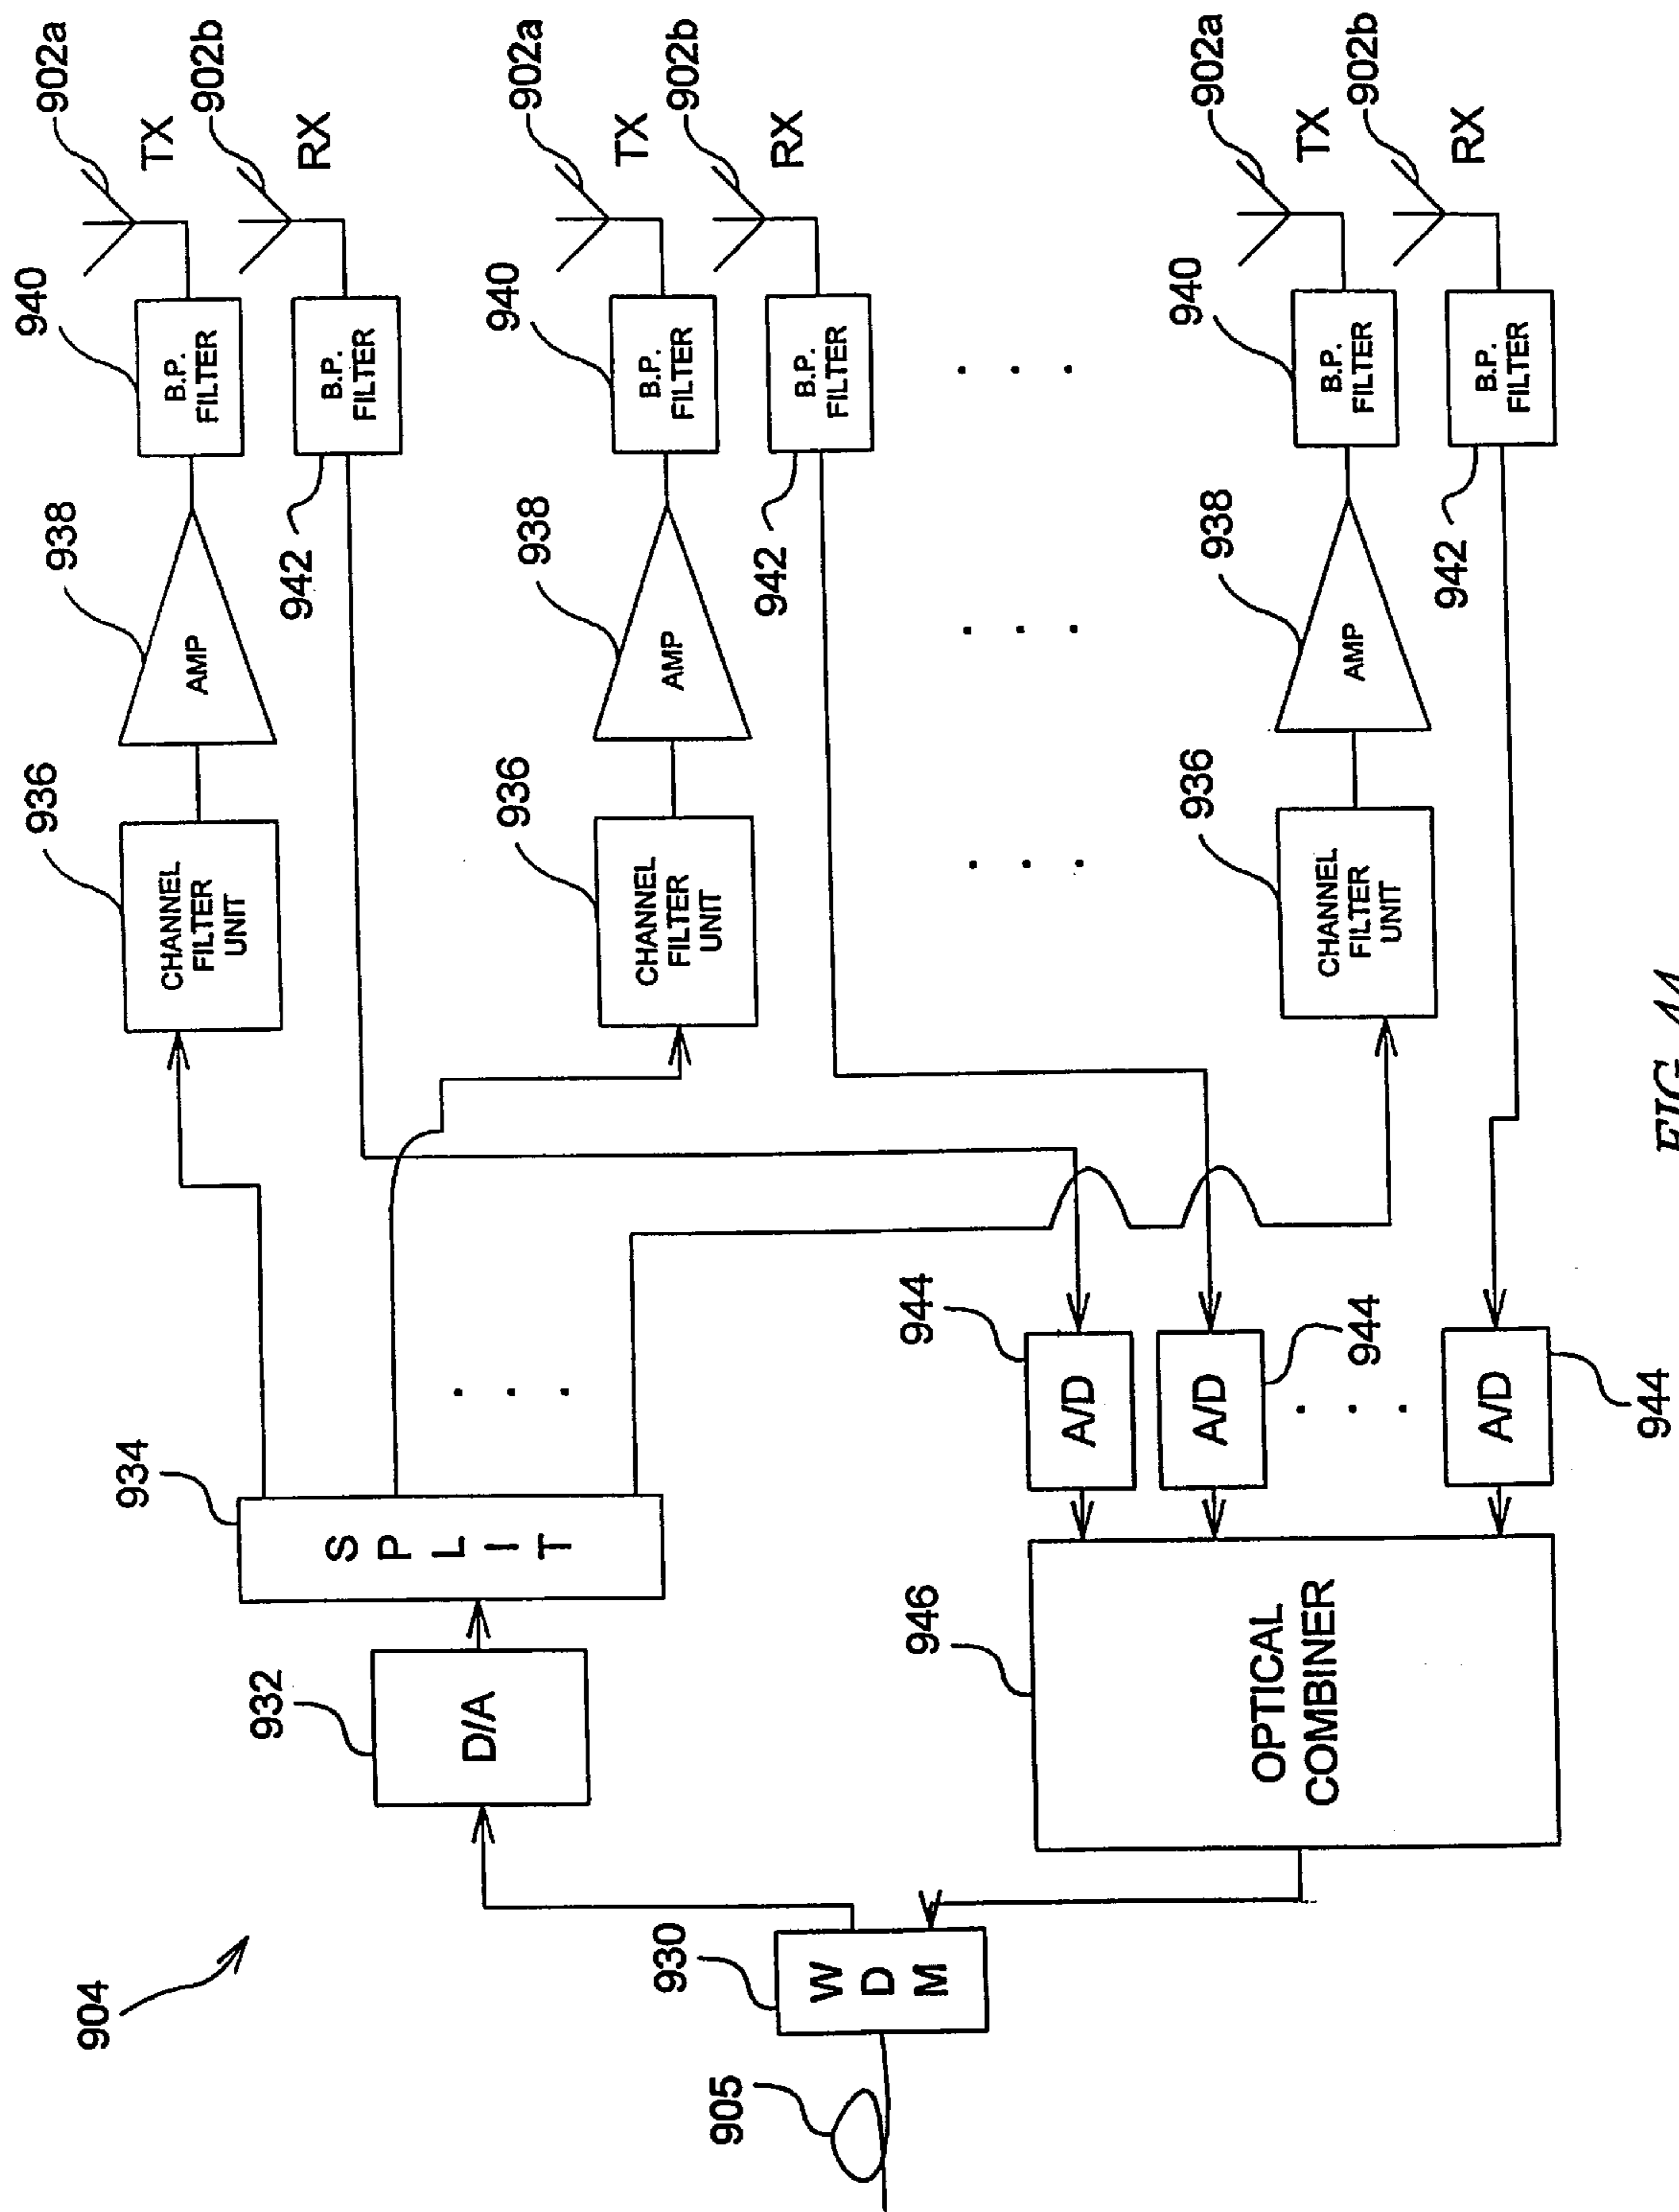 904
905
930
W
D
M
932
D/A
934
S
P
L
I
T
946
OPTICAL
COMBINER
944
A/D
944
A/D
944
A/D
936
CHANNEL
FILTER
UNIT
938
AMP
940
B.P.
FILTER
902a
TX
942
B.P.
FILTER
902b
RX
936
CHANNEL
FILTER
UNIT
938
AMP
940
B.P.
FILTER
902a
TX
942
B.P.
FILTER
902b
RX
936
CHANNEL
FILTER
UNIT
938
AMP
940
B.P.
FILTER
902a
TX
942
B.P.
FILTER
902b
RX
FIG. 44